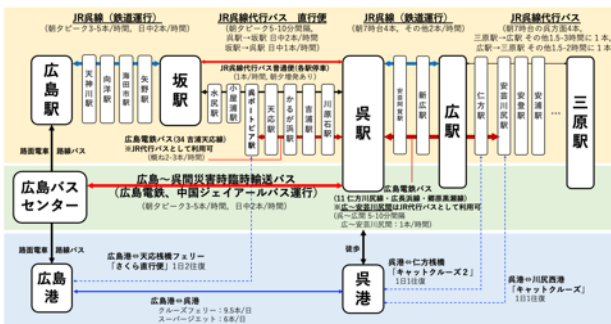 JR呉線（鉄道運行）
（朝夕ピーク3-5本/時間, 日中2本/時間）
JR呉線代行バス 直行便
（朝夕ピーク5-10分間隔,
呉駅→坂駅 日中2本/時間
坂駅→呉駅 日中1本/時間）
JR呉線（鉄道運行）
（朝7時台4本, その他2本/時間）
JR呉線代行バス
（朝7時台の呉方面4本,
三原駅→広駅 その他1.5-3時間に１本,
広駅→三原駅 その他1.5-2時間に１本）
広島駅
天神川駅
向洋駅
海田市駅
矢野駅
坂駅
JR呉線代行バス普通便（各駅停車）
（1本/時間, 朝夕増発あり）
水尻駅
小屋浦駅
呉ポートピア駅
天応駅
かるが浜駅
吉浦駅
川原石駅
呉駅
安芸阿賀駅
新広駅
広駅
仁方駅
安芸川尻駅
安登駅
安浦駅
…
三原駅
広島電鉄バス（34 吉浦天応線）
※JR代行バスとして利用可
（概ね2-3本/時間）
路面電車
路線バス
広島バスセンター
広島〜呉間災害時臨時輸送バス
（広島電鉄、中国ジェイアールバス運行）
（朝夕ピーク3-5本/時間, 日中2本/時間）
広島電鉄バス
（11 仁方川尻線・広長浜線・郷原黒瀬線）
※広〜安芸川尻間はJR代行バスとして利用可
（呉〜広間 5-10分間隔
広〜安芸川尻間：1本/時間）
路面電車
路線バス
徒歩
広島港
広島港⇔天応桟橋フェリー
「さくら直行便」1日2往復
広島港⇔呉港
クルーズフェリー：9.5本/日
スーパージェット：6本/日
呉港
呉港⇔仁方桟橋
「キャットクルーズ２」
1日1往復
呉港⇔川尻西港
「キャットクルーズ」
1日1往復